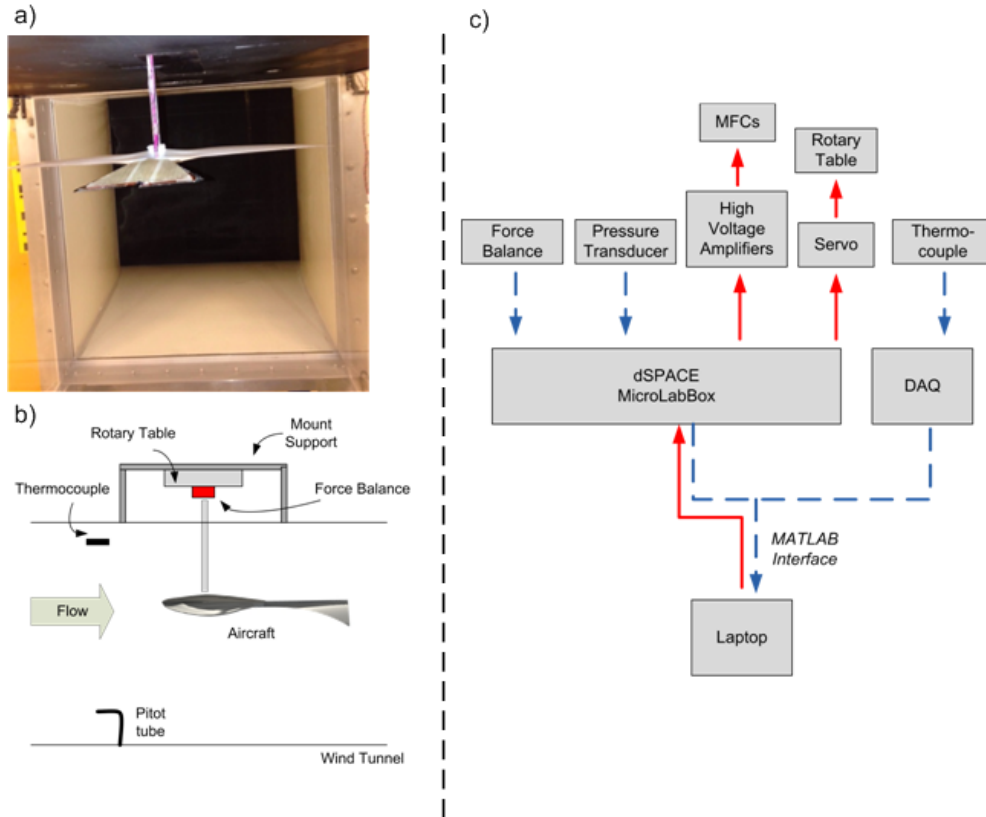 a)
b)
Rotary Table
Mount
Support
Thermocouple
Force Balance
Flow
Aircraft
Pitot
tube
Wind Tunnel
c)
MFCs
Rotary
Table
Force
Balance
Pressure
Transducer
High
Voltage
Amplifiers
Servo
Thermo-
couple
dSPACE
MicroLabBox
DAQ
MATLAB
Interface
Laptop